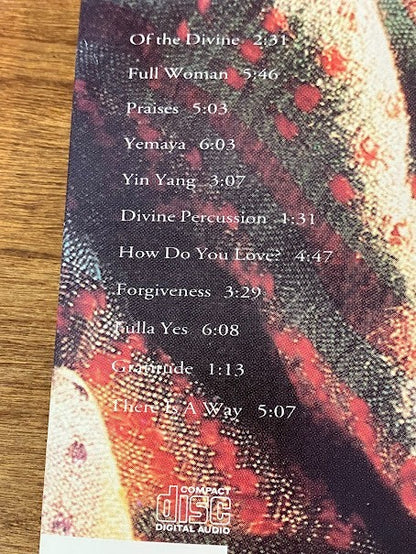 Of the Divine 2:31
Full Woman 5:46
Praises 5:03
Yemaya 6:03
Yin Yang 3:07
Divine Percussion 1:31
How Do You Love? 4:47
Forgiveness 3:29
Fulla Yes 6:08
Gratitude 1:13
There Is A Way 5:07
COMPACT
disc
DIGITAL AUDIO